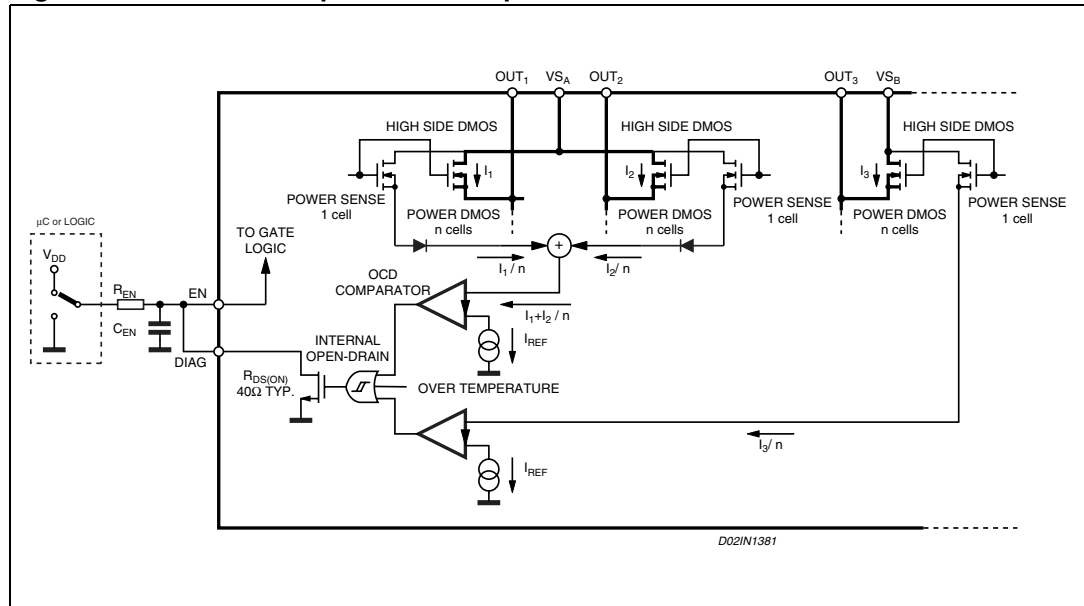 OUT1 VSA OUT2 OUT3 VSB
HIGH SIDE DMOS HIGH SIDE DMOS HIGH SIDE DMOS
I1 I2 I3
POWER SENSE
1 cell
POWER DMOS
n cells
POWER DMOS
n cells
POWER SENSE
1 cell
POWER DMOS
n cells
POWER SENSE
1 cell
µC or LOGIC
VDD
REN
CEN
EN
DIAG
TO GATE
LOGIC
+
I1 / n I2/ n
OCD
COMPARATOR
I1+I2 / n
IREF
INTERNAL
OPEN-DRAIN
RDS(ON)
40Ω TYP.
OVER TEMPERATURE
I3/ n
IREF
D02IN1381